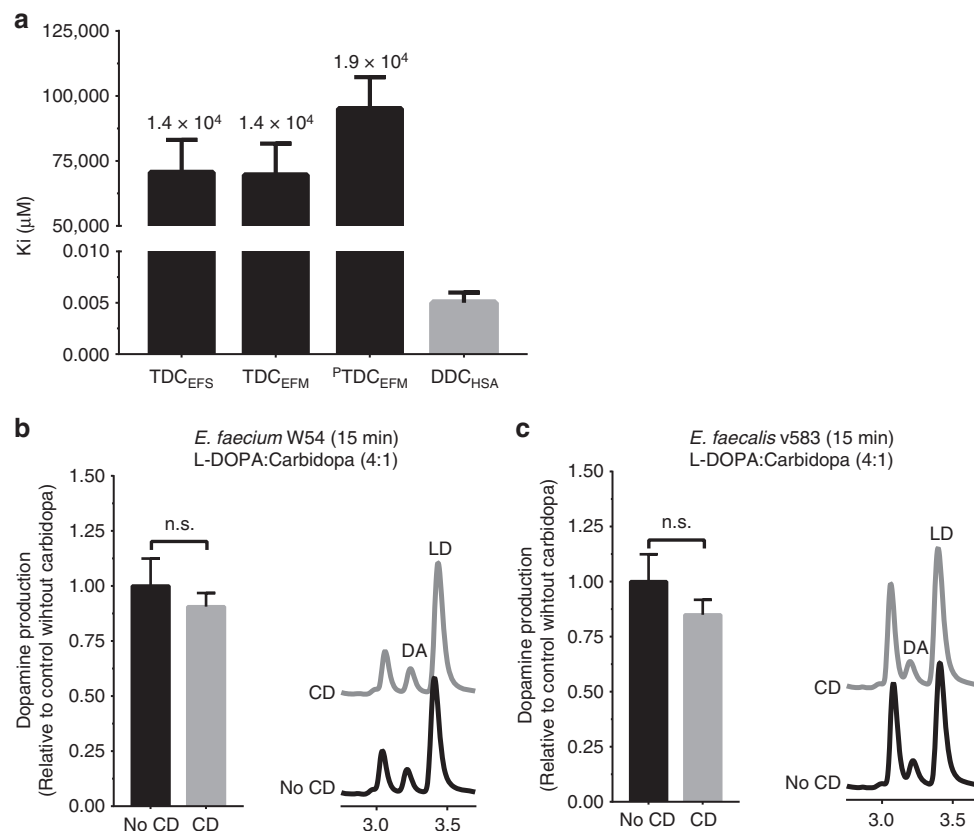 a
125,000
100,000
75,000
50,000
0.010
0.005
0.000
Ki (μM)
1.4 × 10⁴
1.4 × 10⁴
1.9 × 10⁴
TDC_EFS
TDC_EFM
ᴾTDC_EFM
DDC_HSA
b
E. faecium W54 (15 min)
L-DOPA:Carbidopa (4:1)
1.50
1.25
1.00
0.75
0.50
0.25
0.00
Dopamine production
(Relative to control wihtout carbidopa)
n.s.
No CD
CD
LD
DA
CD
No CD
3.0
3.5
c
E. faecalis v583 (15 min)
L-DOPA:Carbidopa (4:1)
1.50
1.25
1.00
0.75
0.50
0.25
0.00
Dopamine production
(Relative to control wihtout carbidopa)
n.s.
No CD
CD
LD
DA
CD
No CD
3.0
3.5